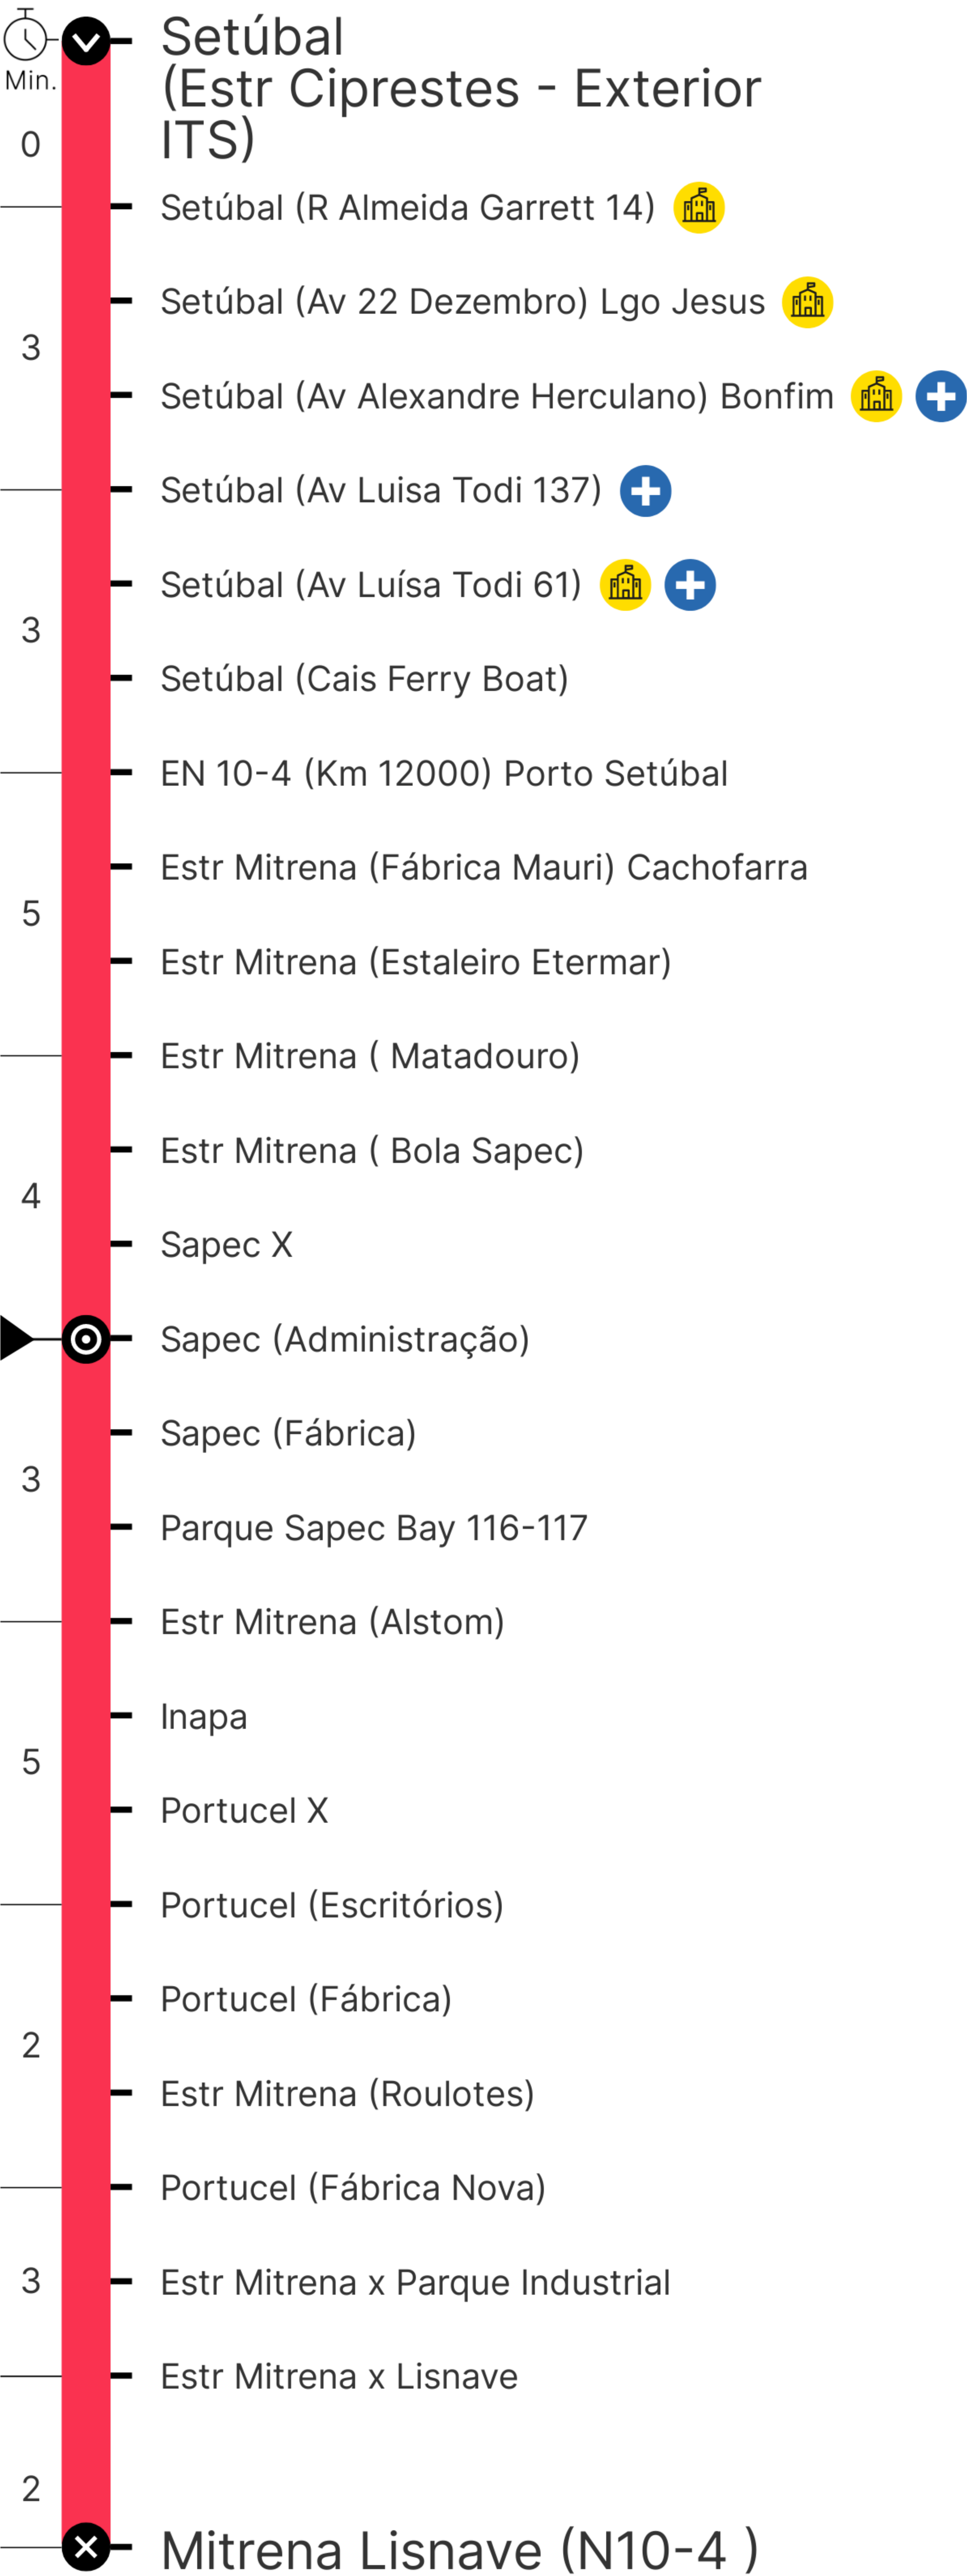 Setúbal
Min.
(Estr Ciprestes - Exterior
ITS)
0
Setúbal (R Almeida Garrett 14)
Setúbal (Av 22 Dezembro) Lgo Jesus
3
Setúbal (Av Alexandre Herculano) Bonfim
Setúbal (Av Luisa Todi 137)
Setúbal (Av Luísa Todi 61)
3
Setúbal (Cais Ferry Boat)
EN 10-4 (Km 12000) Porto Setúbal
Estr Mitrena (Fábrica Mauri) Cachofarra
5
Estr Mitrena (Estaleiro Etermar)
Estr Mitrena ( Matadouro)
Estr Mitrena ( Bola Sapec)
4
Sapec X
Sapec (Administração)
Sapec (Fábrica)
3
Parque Sapec Bay 116-117
Estr Mitrena (Alstom)
Inapa
5
Portucel X
Portucel (Escritórios)
Portucel (Fábrica)
2
Estr Mitrena (Roulotes)
Portucel (Fábrica Nova)
3
Estr Mitrena x Parque Industrial
Estr Mitrena x Lisnave
2
Mitrena Lisnave (N10-4 )